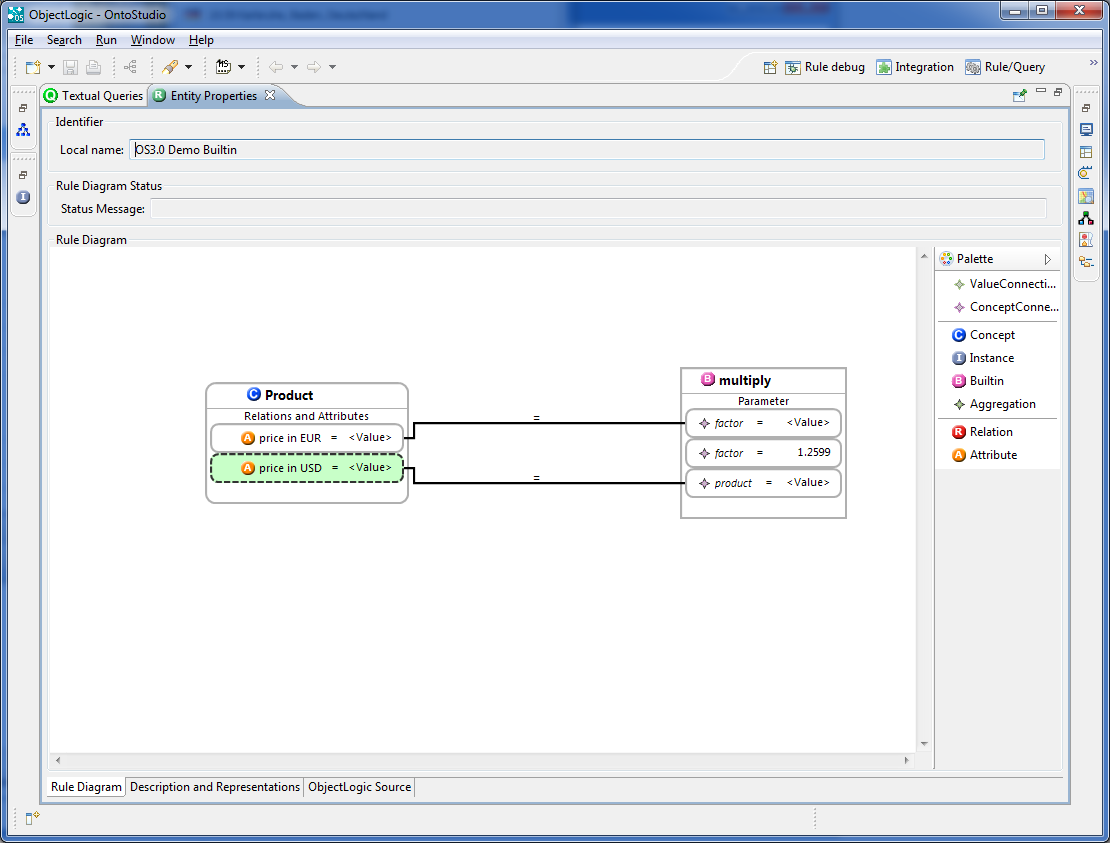 ObjectLogic - OntoStudio
File Search Run Window Help
Rule debug Integration Rule/Query
Textual Queries Entity Properties
Identifier
Local name: OS3.0 Demo Builtin
Rule Diagram Status
Status Message:
Rule Diagram
Palette
ValueConnecti...
ConceptConne...
Concept
Instance
Builtin
Aggregation
Relation
Attribute
Product
Relations and Attributes
price in EUR = <Value>
price in USD = <Value>
=
=
multiply
Parameter
factor = <Value>
factor = 1.2599
product = <Value>
Rule Diagram Description and Representations ObjectLogic Source